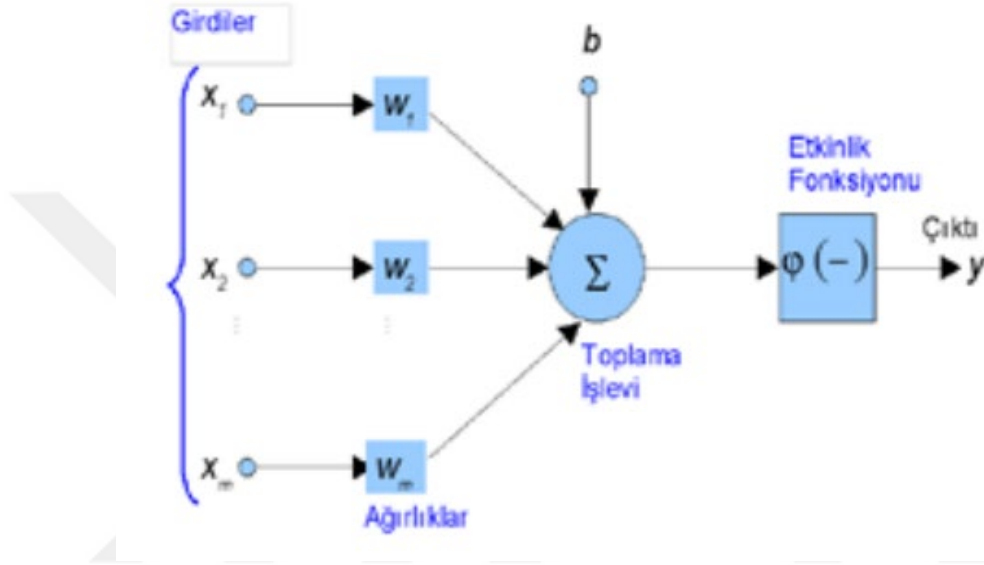 Girdiler
b
x₁ w₁
Etkinlik
Fonksiyonu
Çıktı
x₂ w₂ Σ φ(−) y
Toplama
İşlevi
xₘ wₘ
Ağırlıklar